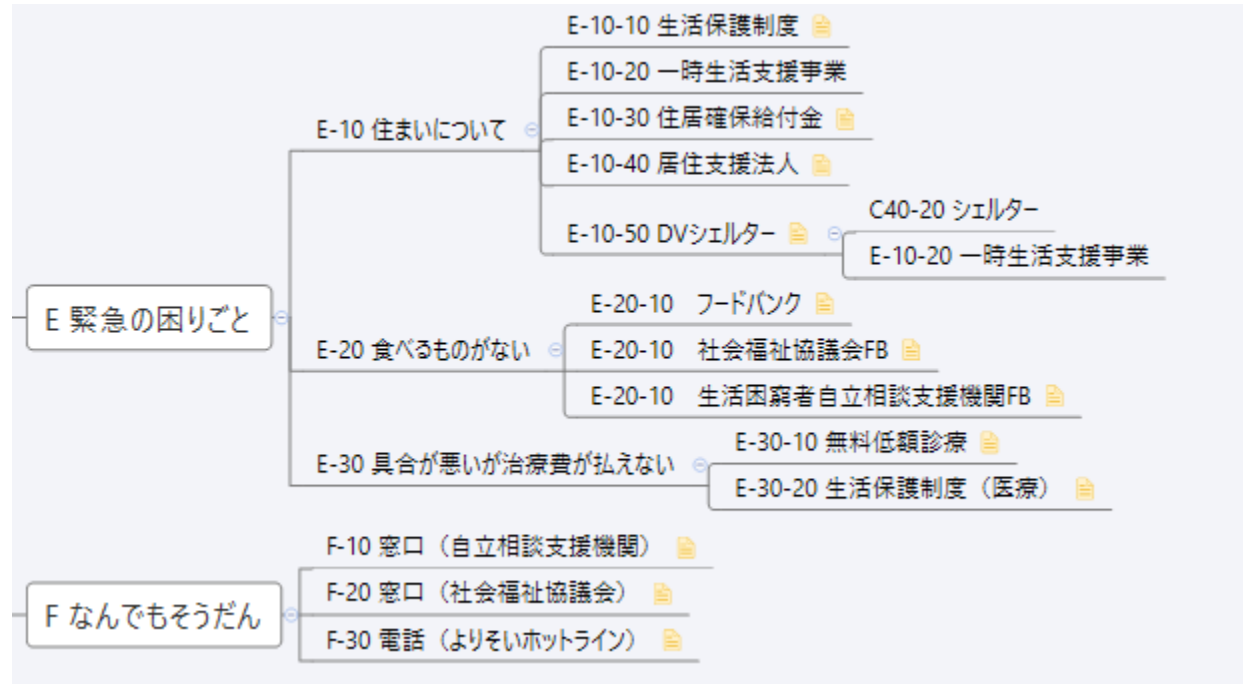 E 緊急の困りごと
E-10 住まいについて
E-10-10 生活保護制度
E-10-20 一時生活支援事業
E-10-30 住居確保給付金
E-10-40 居住支援法人
E-10-50 DVシェルター
C40-20 シェルター
E-10-20 一時生活支援事業
E-20 食べるものがない
E-20-10　フードバンク
E-20-10　社会福祉協議会FB
E-20-10　生活困窮者自立相談支援機関FB
E-30 具合が悪いが治療費が払えない
E-30-10 無料低額診療
E-30-20 生活保護制度（医療）
F なんでもそうだん
F-10 窓口（自立相談支援機関）
F-20 窓口（社会福祉協議会）
F-30 電話（よりそいホットライン）